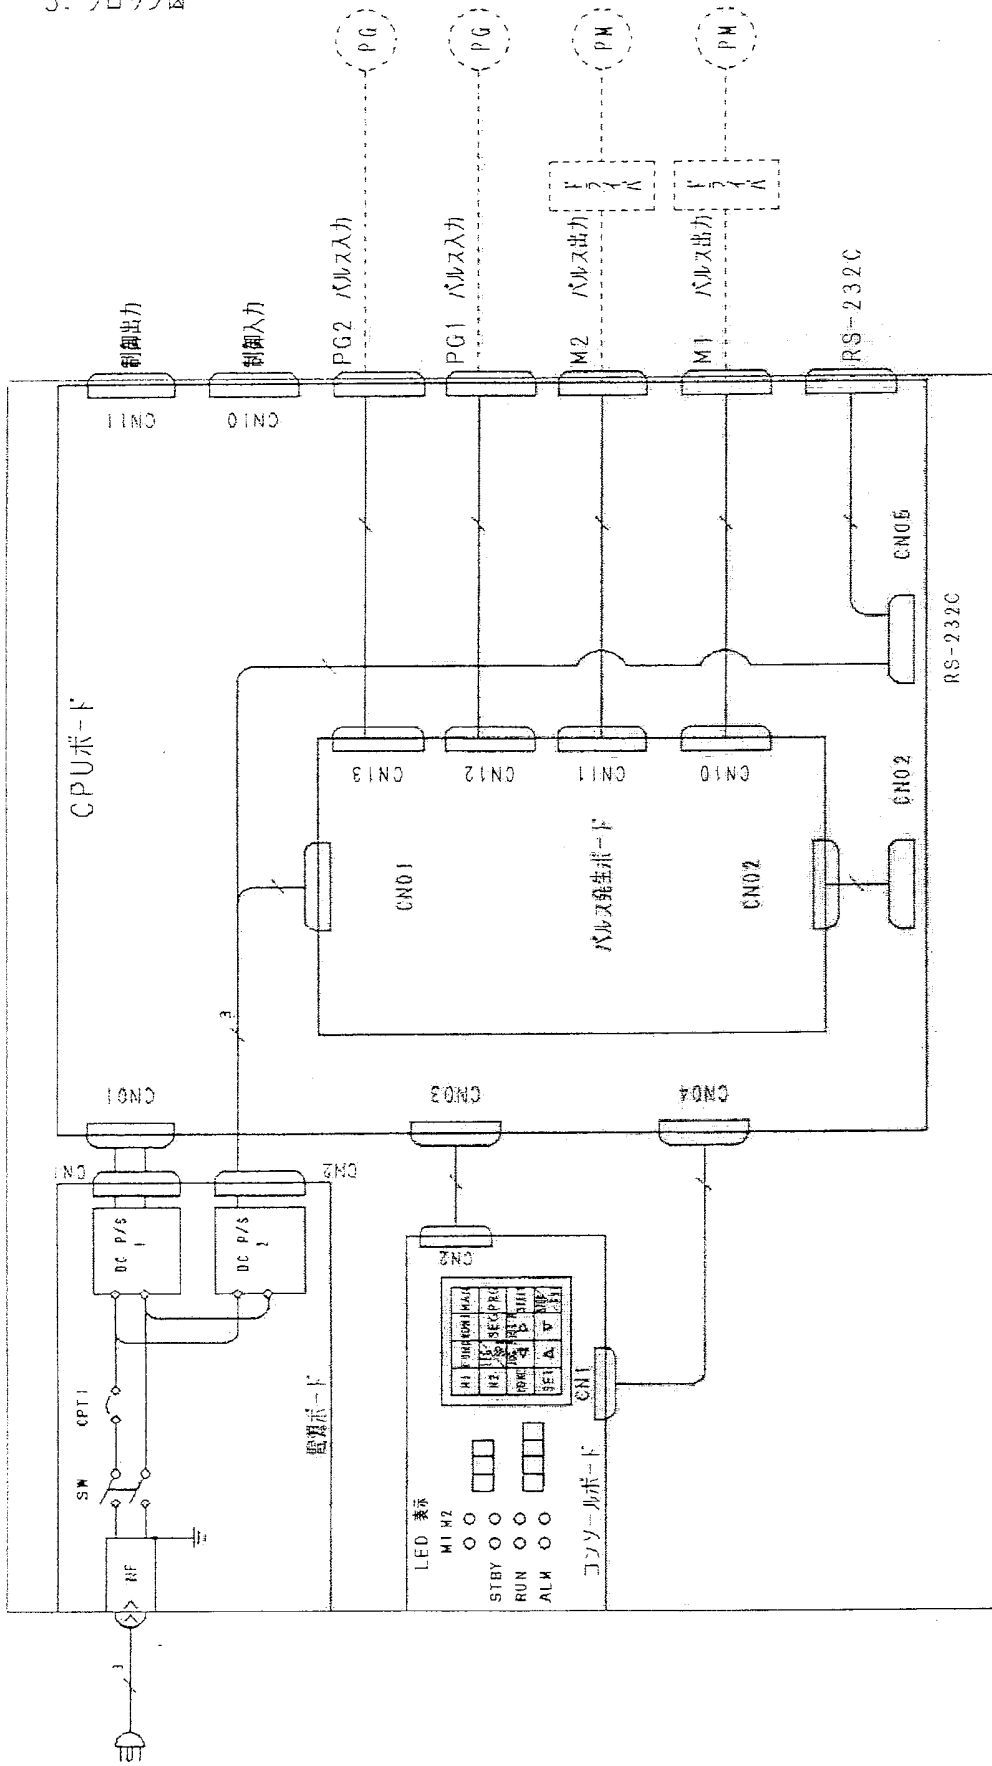 3. ブロック図
CPUボード
CN11
制御出力
CN10
制御入力
PG2 パルス入力
PG
PG1 パルス入力
PG
M2 パルス出力
ドライバ
PM
M1 パルス出力
ドライバ
PM
RS-232C
CN13
CN12
CN11
CN10
CN01
CN02
パルス発生ボード
CN02
CN05
RS-232C
CN01
CN03
CN04
3
CN1
CN2
DC P/S
1
DC P/S
2
CPT1
SW
NF
3
電源ボード
CN2
CN1
LED 表示
M1 M2
STBY
RUN
ALM
M1
M2
SET
コンソールボード